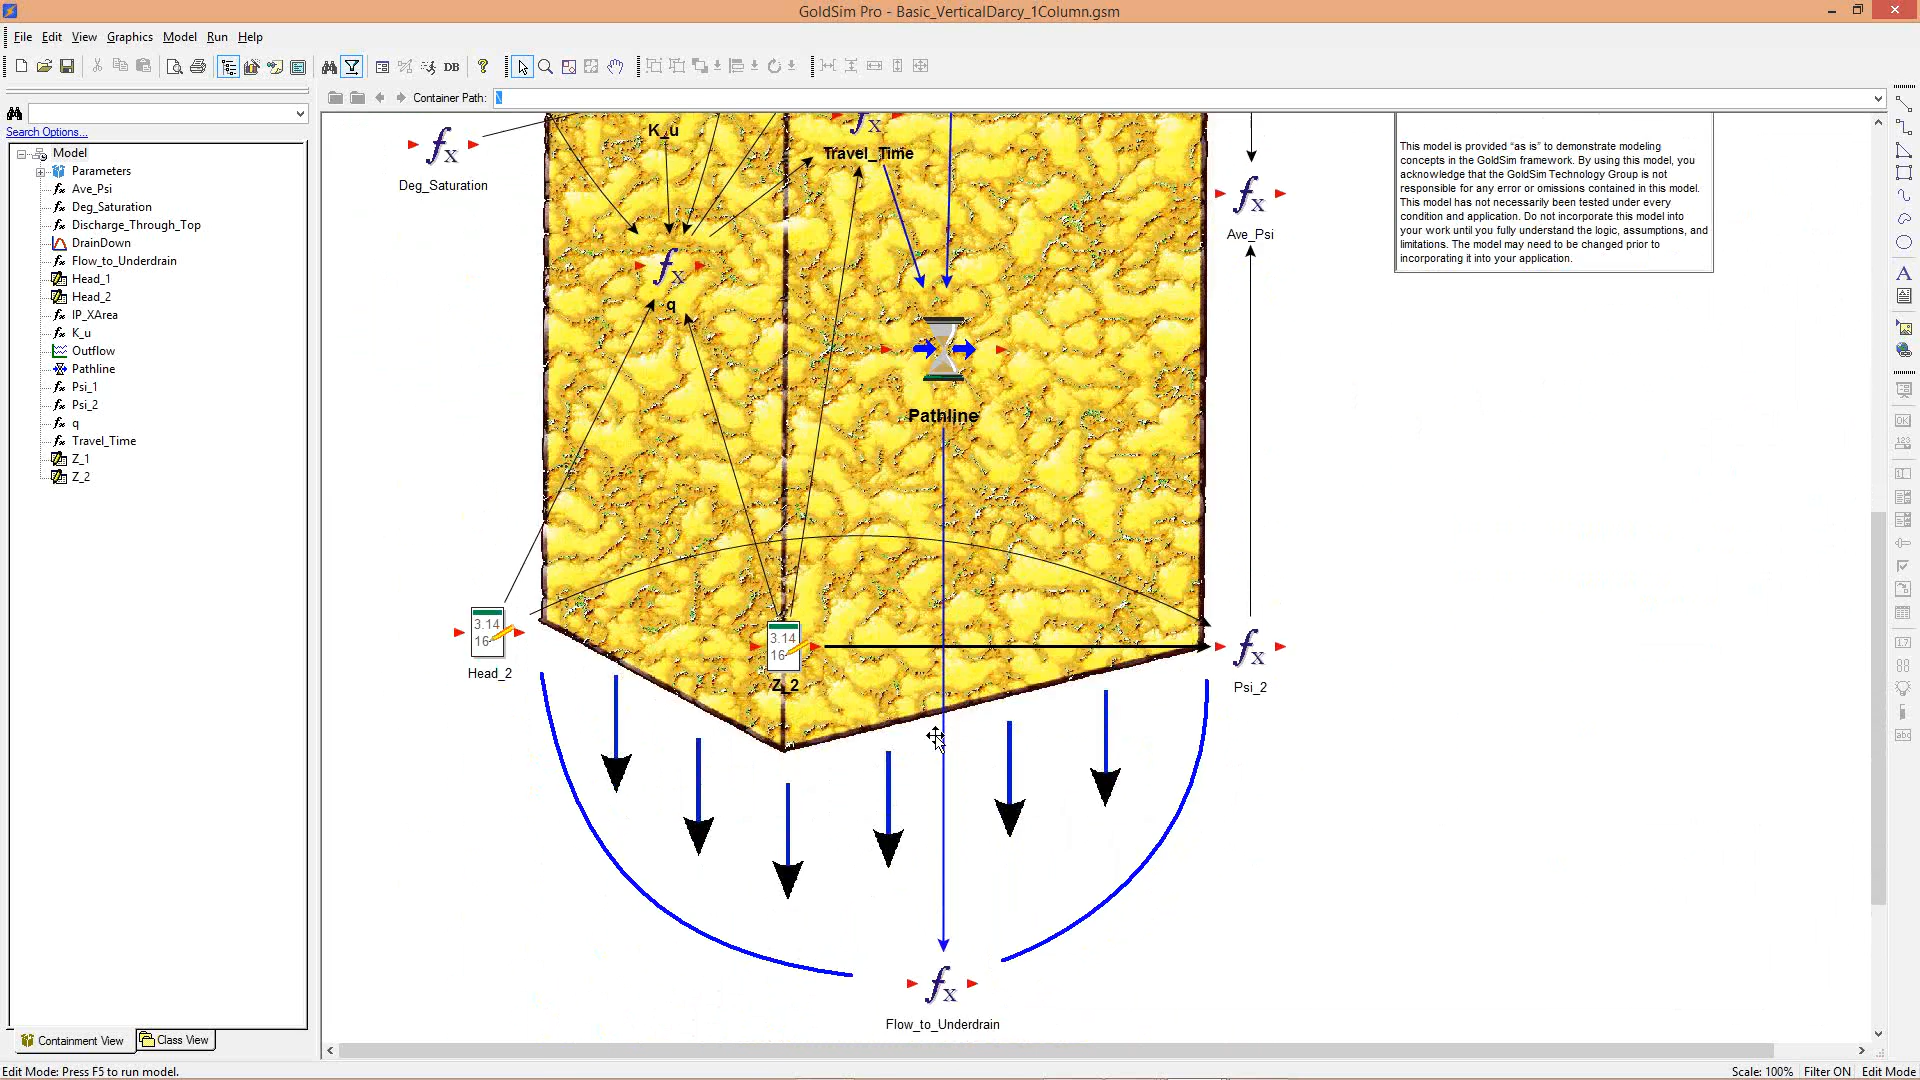 GoldSim Pro - Basic_VerticalDarcy_1Column.gsm
File Edit View Graphics Model Run Help
DB
Container Path: \
Search Options...
Model
Parameters
Ave_Psi
Deg_Saturation
Discharge_Through_Top
DrainDown
Flow_to_Underdrain
Head_1
Head_2
IP_XArea
K_u
Outflow
Pathline
Psi_1
Psi_2
q
Travel_Time
Z_1
Z_2
Containment View
Class View
K_u
fx
Travel_Time
fx
Deg_Saturation
fx
q
fx
Ave_Psi
Pathline
This model is provided “as is” to demonstrate modeling
concepts in the GoldSim framework. By using this model, you
acknowledge that the GoldSim Technology Group is not
responsible for any error or omissions contained in this model.
This model has not necessarily been tested under every
condition and application. Do not incorporate this model into
your work until you fully understand the logic, assumptions, and
limitations. The model may need to be changed prior to
incorporating it into your application.
3.14
16
Head_2
3.14
16
Z_2
fx
Psi_2
fx
Flow_to_Underdrain
Edit Mode: Press F5 to run model.
Scale: 100% Filter ON Edit Mode